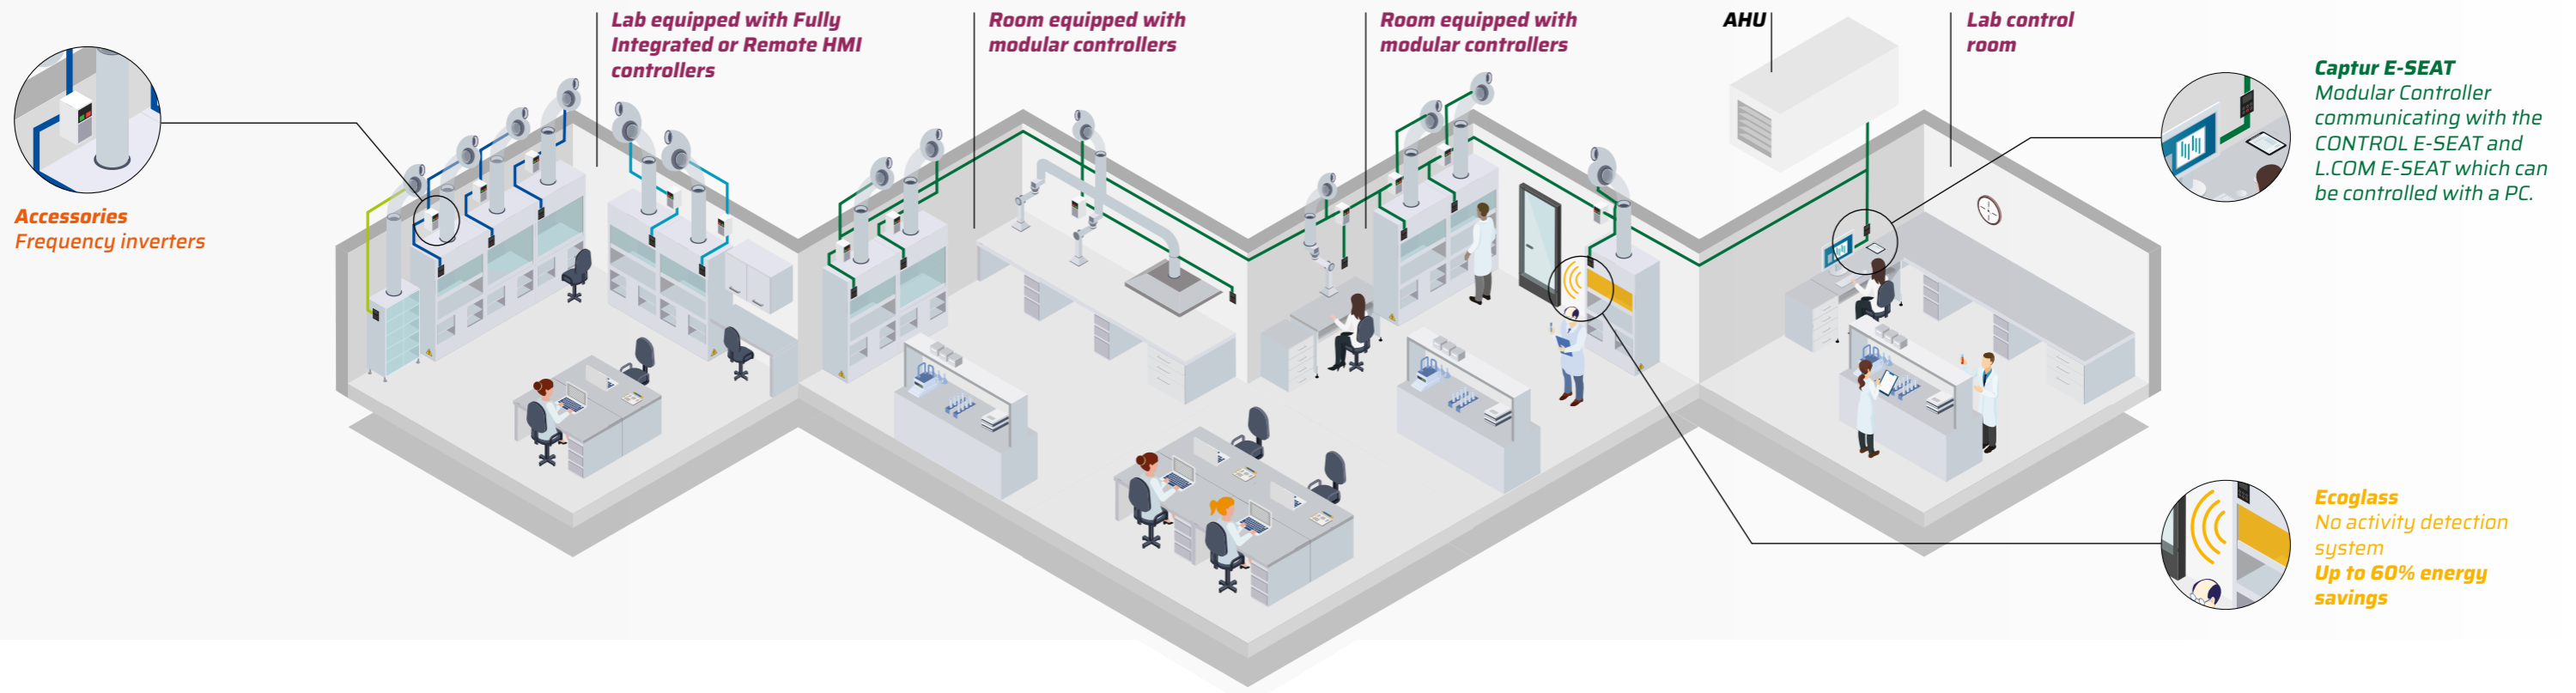 Lab equipped with Fully
Integrated or Remote HMI
controllers
Room equipped with
modular controllers
Room equipped with
modular controllers
AHU
Lab control
room
Captur E-SEAT
Modular Controller
communicating with the
CONTROL E-SEAT and
L.COM E-SEAT which can
be controlled with a PC.
Accessories
Frequency inverters
Ecoglass
No activity detection
system
Up to 60% energy
savings